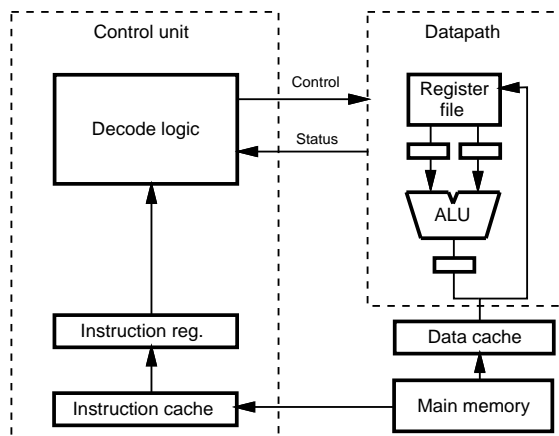 Control unit
Datapath
Decode logic
Control
Status
Register
file
ALU
Instruction reg.
Data cache
Instruction cache
Main memory